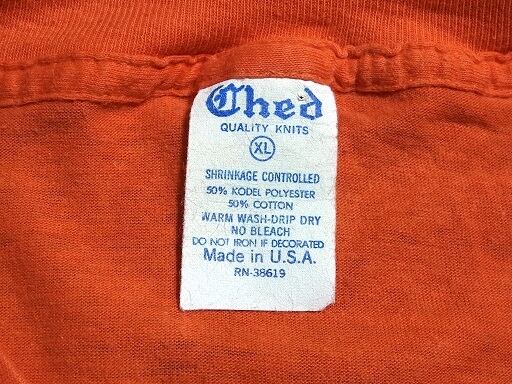 Ched
QUALITY KNITS
XL
SHRINKAGE CONTROLLED
50% KODEL POLYESTER
50% COTTON
WARM WASH-DRIP DRY
NO BLEACH
DO NOT IRON IF DECORATED
Made in U.S.A.
RN-38619